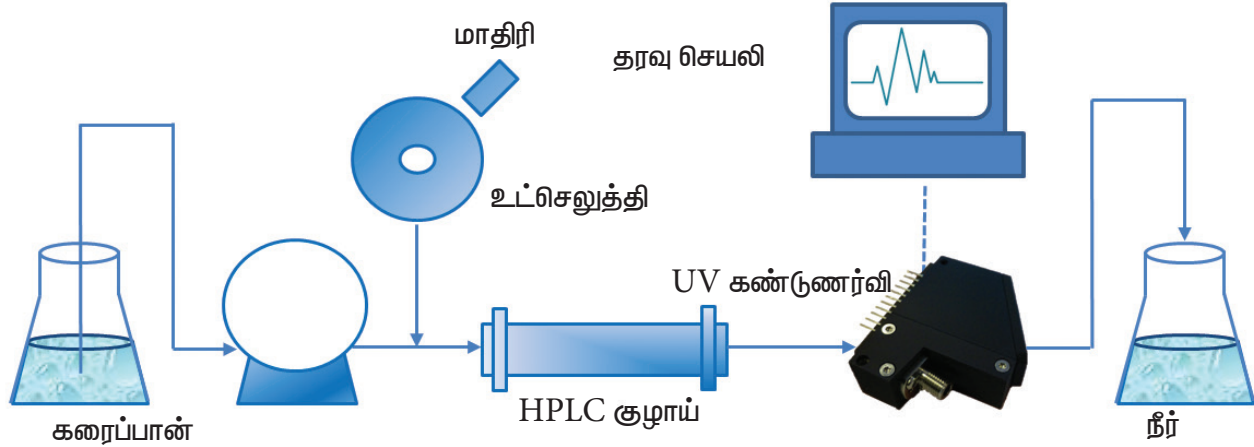 மாதிரி
தரவு செயலி
உட்செலுத்தி
UV கண்டுணர்வி
HPLC குழாய்
கரைப்பான்
நீர்